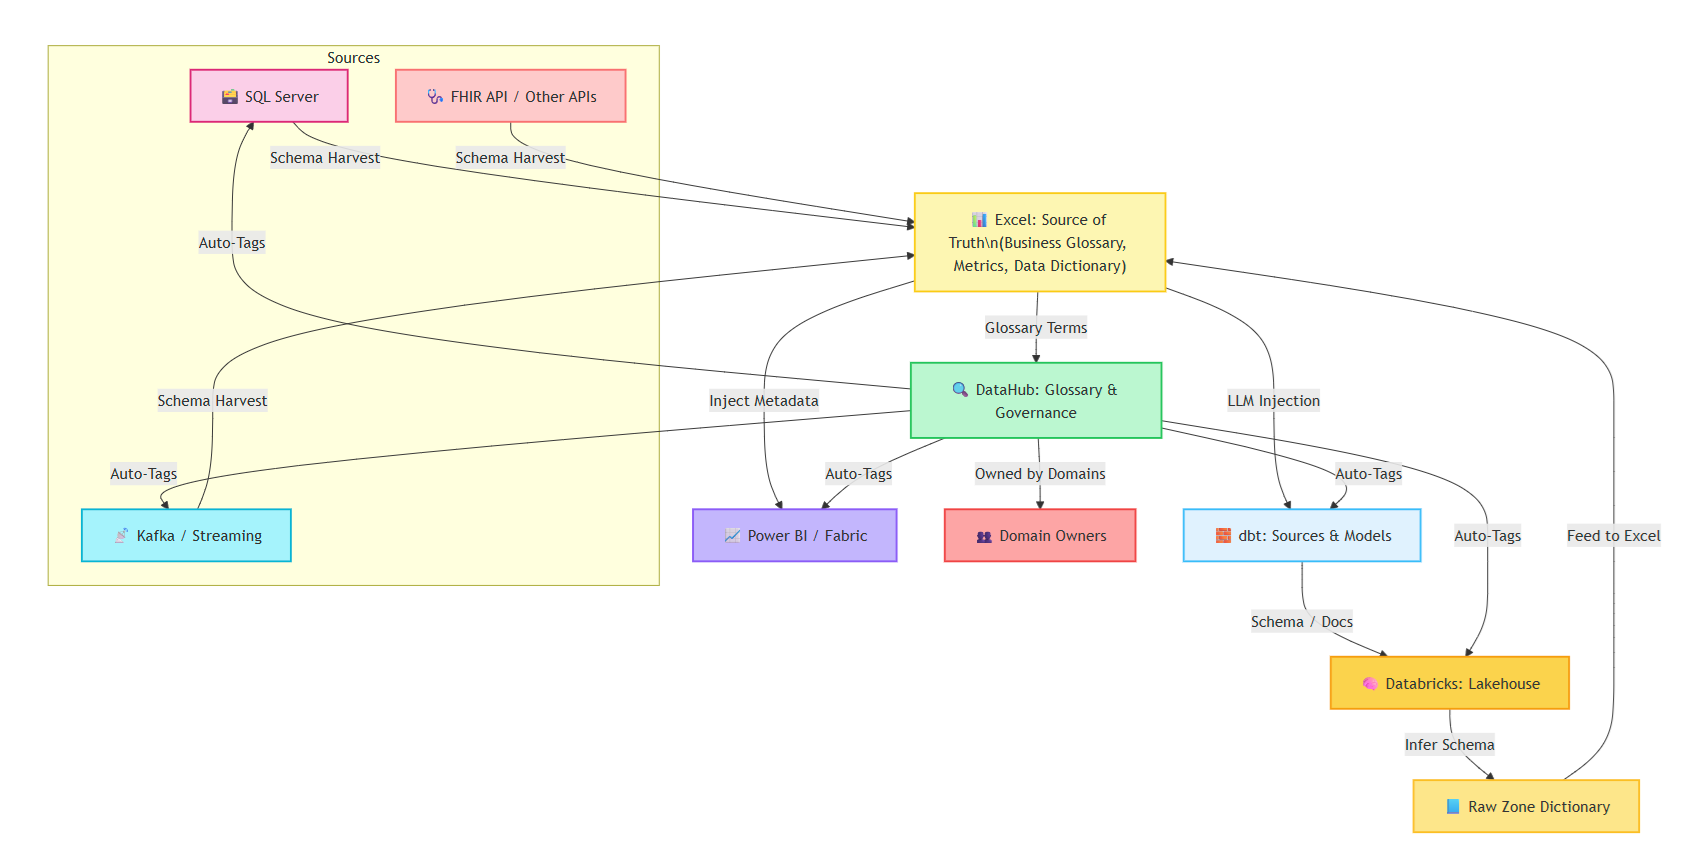 Sources
SQL Server
FHIR API / Other APIs
Schema Harvest
Schema Harvest
Auto-Tags
Excel: Source of
Truth\n(Business Glossary,
Metrics, Data Dictionary)
Glossary Terms
Schema Harvest
Inject Metadata
DataHub: Glossary &
Governance
LLM Injection
Auto-Tags
Auto-Tags
Owned by Domains
Auto-Tags
Kafka / Streaming
Power BI / Fabric
Domain Owners
dbt: Sources & Models
Auto-Tags
Feed to Excel
Schema / Docs
Databricks: Lakehouse
Infer Schema
Raw Zone Dictionary